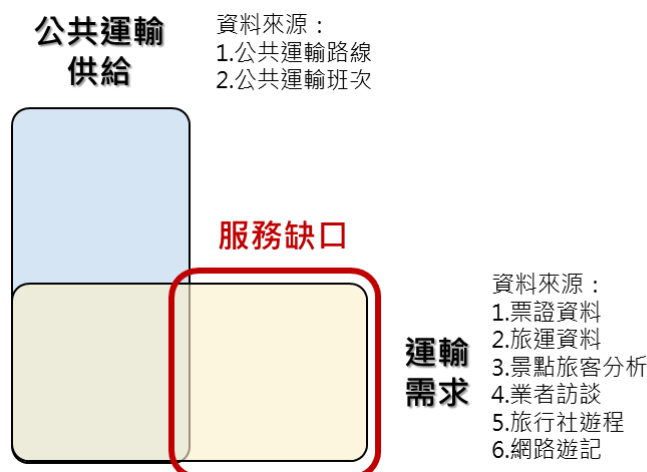 公共運輸
供給
資料來源：
1.公共運輸路線
2.公共運輸班次
服務缺口
運輸
需求
資料來源：
1.票證資料
2.旅運資料
3.景點旅客分析
4.業者訪談
5.旅行社遊程
6.網路遊記